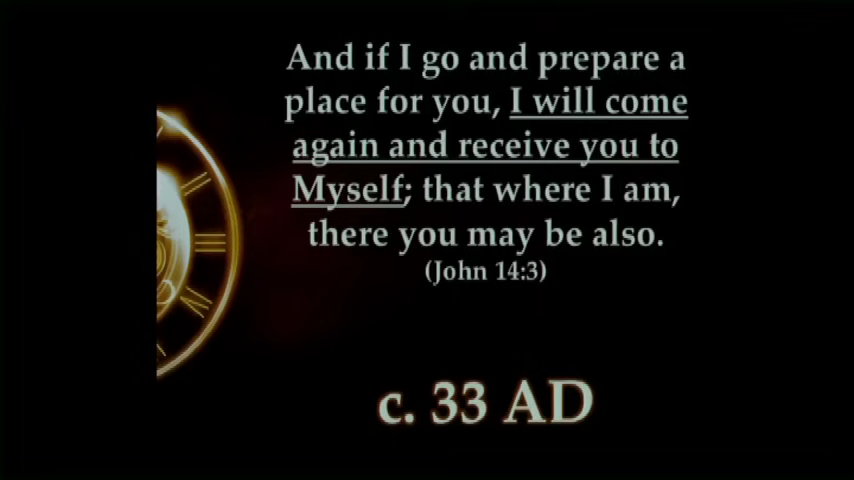 And if I go and prepare a
place for you, I will come
again and receive you to
Myself; that where I am,
there you may be also.
(John 14:3)
c. 33 AD